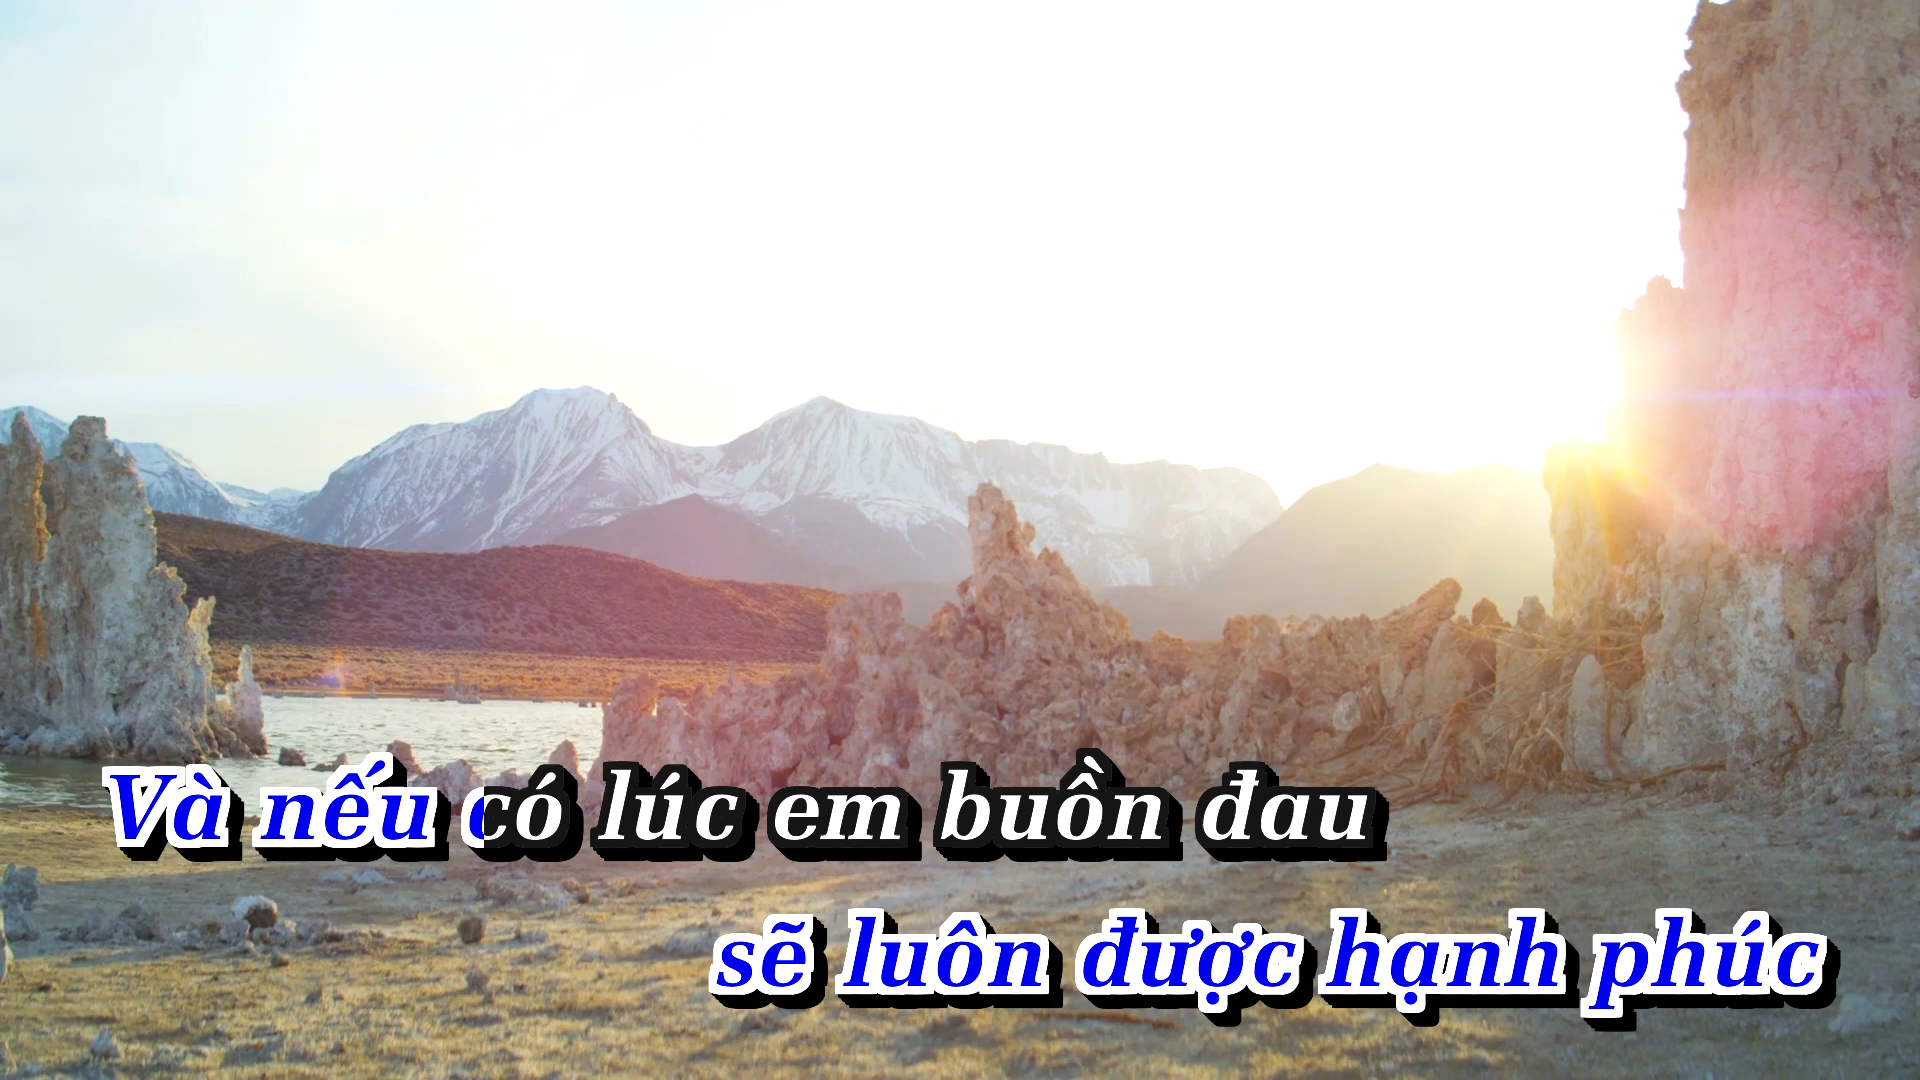 Và nếu có lúc em buồn đau
sẽ luôn được hạnh phúc